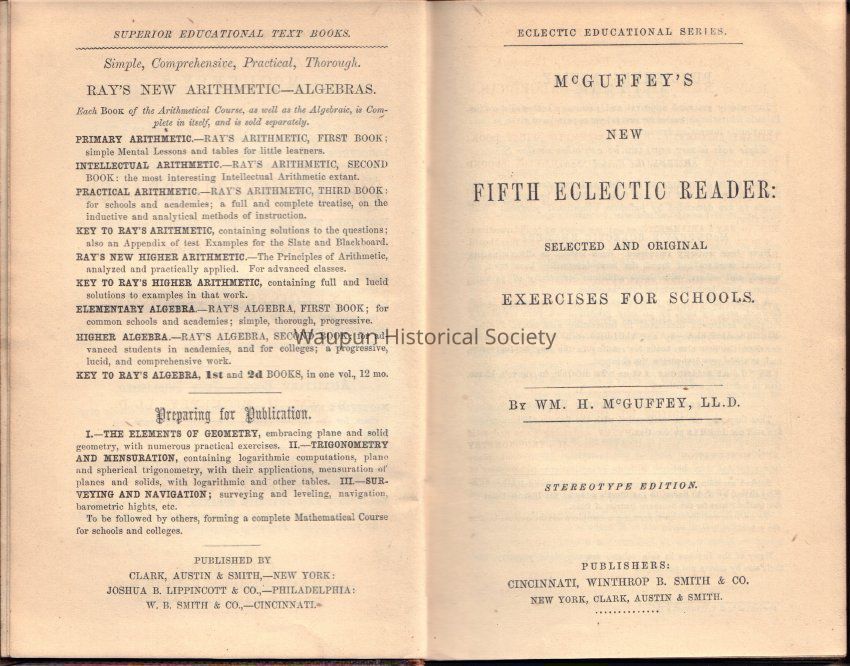 SUPERIOR EDUCATIONAL TEXT BOOKS.
Simple, Comprehensive, Practical, Thorough.
RAY'S NEW ARITHMETIC—ALGEBRAS.
Each BOOK of the Arithmetical Course, as well as the Algebraic, is Com-
plete in itself, and is sold separately.
PRIMARY ARITHMETIC.—RAY'S ARITHMETIC, FIRST BOOK;
simple Mental Lessons and tables for little learners.
INTELLECTUAL ARITHMETIC.—RAY'S ARITHMETIC, SECOND
BOOK: the most interesting Intellectual Arithmetic extant.
PRACTICAL ARITHMETIC.—RAY'S ARITHMETIC, THIRD BOOK:
for schools and academies; a full and complete treatise, on the
inductive and analytical methods of instruction.
KEY TO RAY'S ARITHMETIC, containing solutions to the questions;
also an Appendix of test Examples for the Slate and Blackboard.
RAY'S NEW HIGHER ARITHMETIC.—The Principles of Arithmetic,
analyzed and practically applied. For advanced classes.
KEY TO RAY'S HIGHER ARITHMETIC, containing full and lucid
solutions to examples in that work.
ELEMENTARY ALGEBRA.—RAY'S ALGEBRA, FIRST BOOK; for
common schools and academies; simple, thorough, progressive.
HIGHER ALGEBRA.—RAY'S ALGEBRA, SECOND BOOK: for ad-
vanced students in academies, and for colleges; a progressive,
lucid, and comprehensive work.
KEY TO RAY'S ALGEBRA, 1st and 2d BOOKS, in one vol., 12 mo.
Preparing for Publication.
I.—THE ELEMENTS OF GEOMETRY, embracing plane and solid
geometry, with numerous practical exercises. II.—TRIGONOMETRY
AND MENSURATION, containing logarithmic computations, plane
and spherical trigonometry, with their applications, mensuration of
planes and solids, with logarithmic and other tables. III.—SUR-
VEYING AND NAVIGATION; surveying and leveling, navigation,
barometric hights, etc.
To be followed by others, forming a complete Mathematical Course
for schools and colleges.
PUBLISHED BY
CLARK, AUSTIN & SMITH,—NEW YORK:
JOSHUA B. LIPPINCOTT & CO.,—PHILADELPHIA:
W. B. SMITH & CO.,—CINCINNATI.
ECLECTIC EDUCATIONAL SERIES.
McGUFFEY'S
NEW
FIFTH ECLECTIC READER:
SELECTED AND ORIGINAL
EXERCISES FOR SCHOOLS.
BY WM. H. McGUFFEY, LL.D.
STEREOTYPE EDITION.
PUBLISHERS:
CINCINNATI, WINTHROP B. SMITH & CO.
NEW YORK, CLARK, AUSTIN & SMITH.
Waupun Historical Society